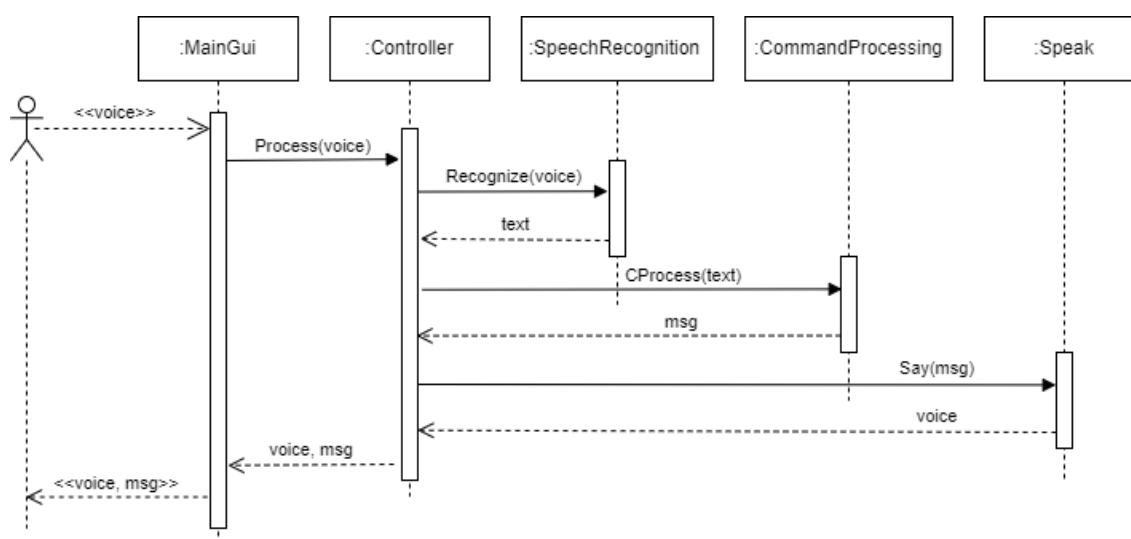 :MainGui
:Controller
:SpeechRecognition
:CommandProcessing
:Speak
<<voice>>
Process(voice)
Recognize(voice)
text
CProcess(text)
msg
Say(msg)
voice
voice, msg
<<voice, msg>>